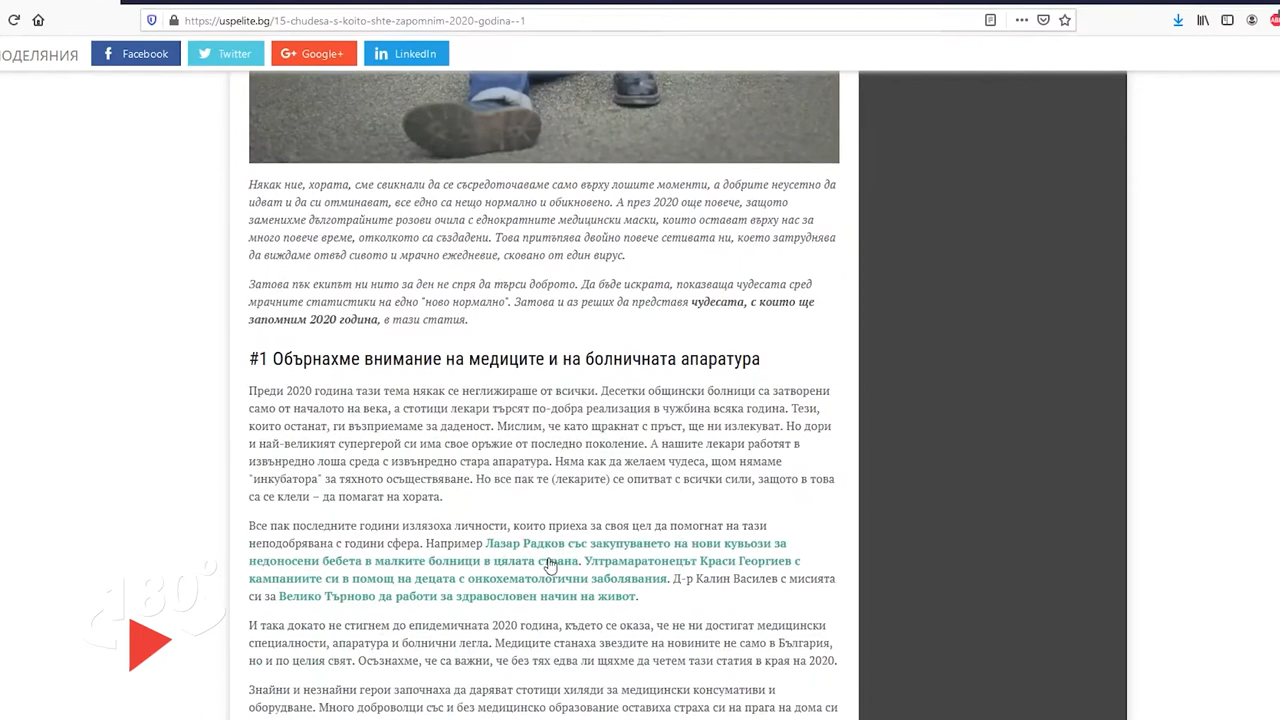 https://uspelite.bg/15-chudesa-s-koito-shte-zapomnim-2020-godina--1
ПОДЕЛЯНИЯ
Facebook
Twitter
Google+
LinkedIn
Някак ние, хората, сме свикнали да се съсредоточаваме само върху лошите моменти, а добрите неусетно да
идват и да си отминават, все едно са нещо нормално и обикновено. А през 2020 още повече, защото
заменихме дълготрайните розови очила с еднократните медицински маски, които остават върху нас за
много повече време, отколкото са създадени. Това притъпява двойно повече сетивата ни, което затруднява
да виждаме отвъд сивото и мрачно ежедневие, сковано от един вирус.
Затова пък екипът ни нито за ден не спря да търси доброто. Да бъде искрата, показваща чудесата сред
мрачните статистики на едно "ново нормално". Затова и аз реших да представя чудесата, с които ще
запомним 2020 година, в тази статия.
#1 Обърнахме внимание на медиците и на болничната апаратура
Преди 2020 година тази тема някак се неглижираше от всички. Десетки общински болници са затворени
само от началото на века, а стотици лекари търсят по-добра реализация в чужбина всяка година. Тези,
които останат, ги възприемаме за даденост. Мислим, че като щракнат с пръст, ще ни излекуват. Но дори
и най-великият супергерой си има свое оръжие от последно поколение. А нашите лекари работят в
извънредно лоша среда с извънредно стара апаратура. Няма как да желаем чудеса, щом нямаме
"инкубатора" за тяхното осъществяване. Но все пак те (лекарите) се опитват с всички сили, защото в това
са се клели – да помагат на хората.
Все пак последните години излязоха личности, които приеха за своя цел да помогнат на тази
неподобрявана с години сфера. Например Лазар Радков със закупуването на нови кувьози за
недоносени бебета в малките болници в цялата страна. Ултрамаратонецът Краси Георгиев с
кампаниите си в помощ на децата с онкохематологични заболявания. Д-р Калин Василев с мисията
си за Велико Търново да работи за здравословен начин на живот.
И така докато не стигнем до епидемичната 2020 година, където се оказа, че не ни достигат медицински
специалности, апаратура и болнични легла. Медиците станаха звездите на новините не само в България,
но и по целия свят. Осъзнахме, че са важни, че без тях едва ли щяхме да четем тази статия в края на 2020.
Знайни и незнайни герои започнаха да даряват стотици хиляди за медицински консумативи и
оборудване. Много доброволци със и без медицинско образование оставиха страха си на прага на дома си
180°